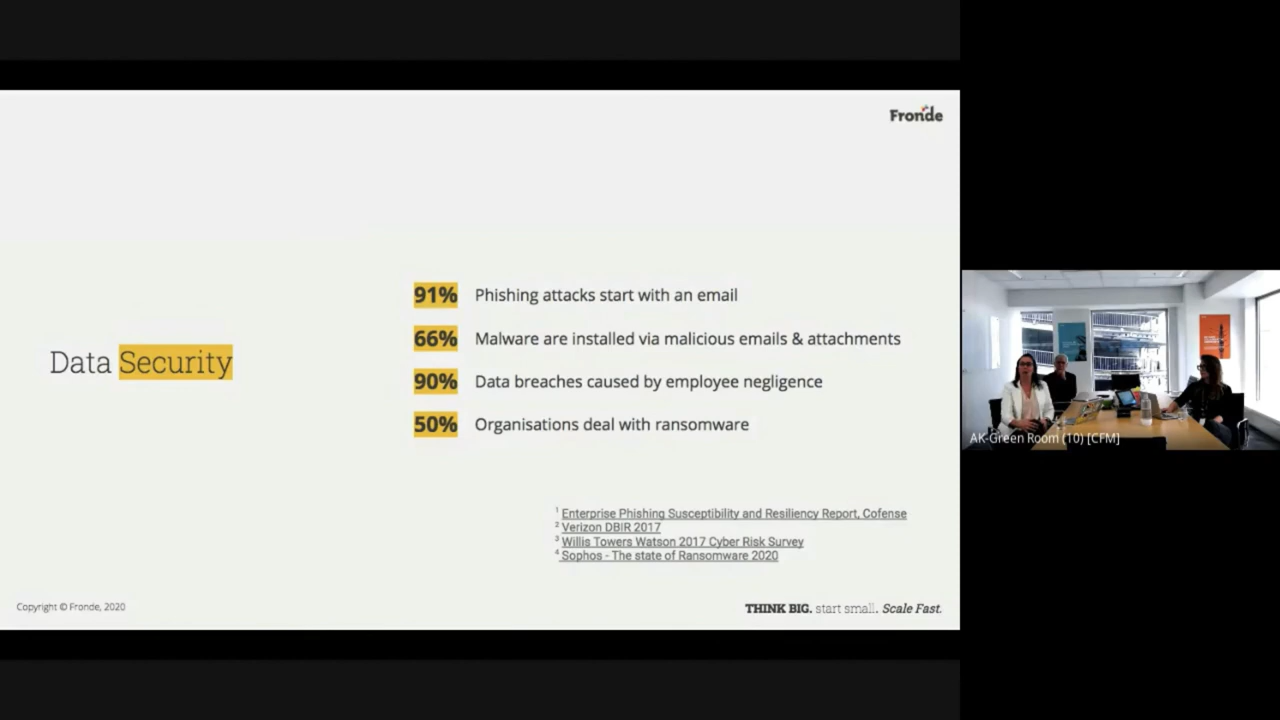 Fronde
Data Security
91% Phishing attacks start with an email
66% Malware are installed via malicious emails & attachments
90% Data breaches caused by employee negligence
50% Organisations deal with ransomware
1 Enterprise Phishing Susceptibility and Resiliency Report, Cofense
2 Verizon DBIR 2017
3 Willis Towers Watson 2017 Cyber Risk Survey
4 Sophos - The state of Ransomware 2020
Copyright © Fronde, 2020
THINK BIG. start small. Scale Fast.
AK-Green Room (10) [CFM]